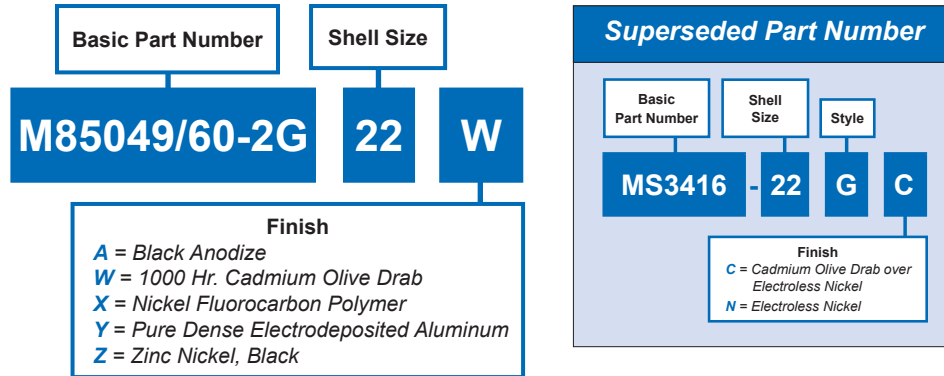 Basic Part Number
Shell Size
M85049/60-2G 22 W
Finish
A = Black Anodize
W = 1000 Hr. Cadmium Olive Drab
X = Nickel Fluorocarbon Polymer
Y = Pure Dense Electrodeposited Aluminum
Z = Zinc Nickel, Black
Superseded Part Number
Basic
Part Number
Shell
Size
Style
MS3416 - 22 G C
Finish
C = Cadmium Olive Drab over
Electroless Nickel
N = Electroless Nickel